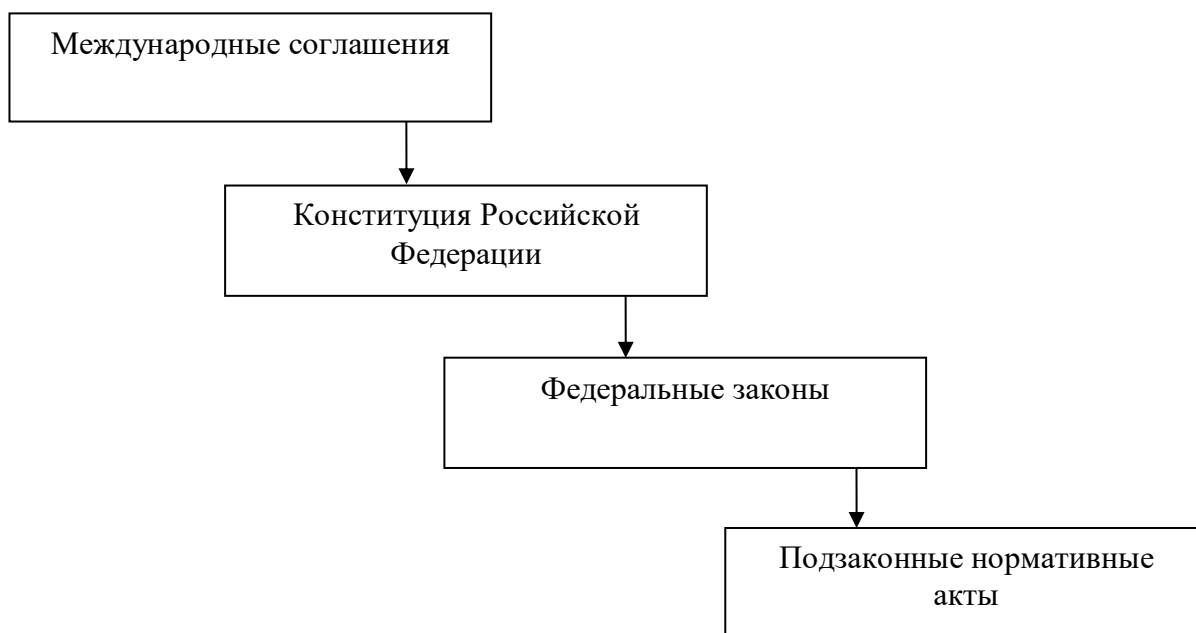 Международные соглашения
Конституция Российской
Федерации
Федеральные законы
Подзаконные нормативные
акты